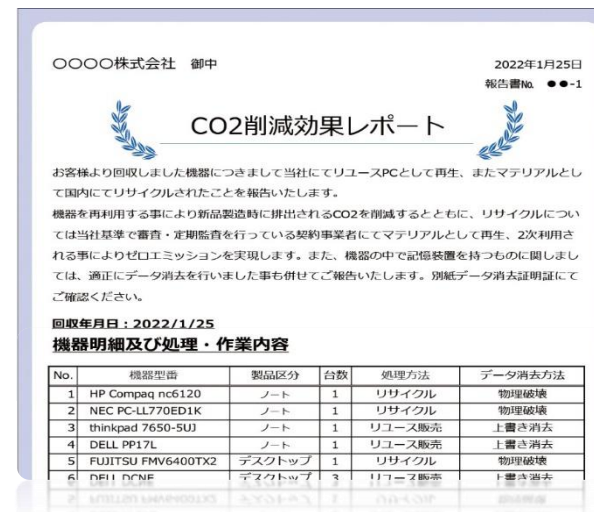 〇〇〇〇株式会社 御中
2022年1月25日
報告書No. ●●-1
CO2削減効果レポート
お客様より回収しました機器につきまして当社にてリユースPCとして再生、またマテリアルとし
て国内にてリサイクルされたことを報告いたします。
機器を再利用する事により新品製造時に排出されるCO2を削減するとともに、リサイクルについ
ては当社基準で審査・定期監査を行っている契約事業者にてマテリアルとして再生、2次利用さ
れる事によりゼロエミッションを実現します。また、機器の中で記憶装置を持つものに関しまし
ては、適正にデータ消去を行いました事も併せてご報告いたします。別紙データ消去証明証にて
ご確認ください。
回収年月日：2022/1/25
機器明細及び処理・作業内容
No. 機器型番 製品区分 台数 処理方法 データ消去方法
1 HP Compaq nc6120 ノート 1 リサイクル 物理破壊
2 NEC PC-LL770ED1K ノート 1 リサイクル 物理破壊
3 thinkpad 7650-5UJ ノート 1 リユース販売 上書き消去
4 DELL PP17L ノート 1 リユース販売 上書き消去
5 FUJITSU FMV6400TX2 デスクトップ 1 リサイクル 物理破壊
6 DELL DCNE デスクトップ 3 リユース販売 上書き消去